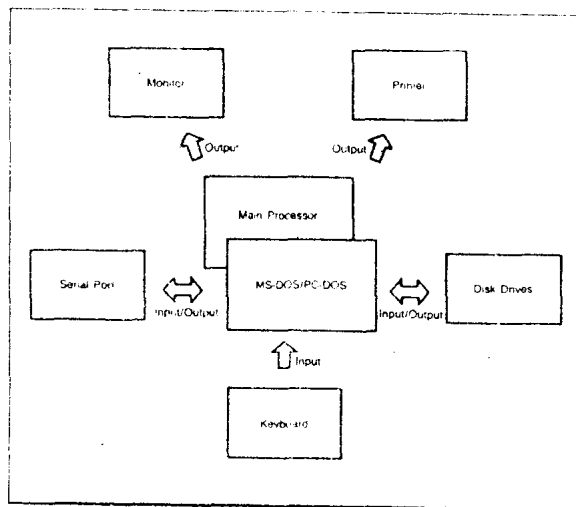 Monitor
Printer
Output
Output
Main Processor
Serial Port
MS-DOS/PC-DOS
Disk Drives
Input/Output
Input/Output
Input
Keyboard